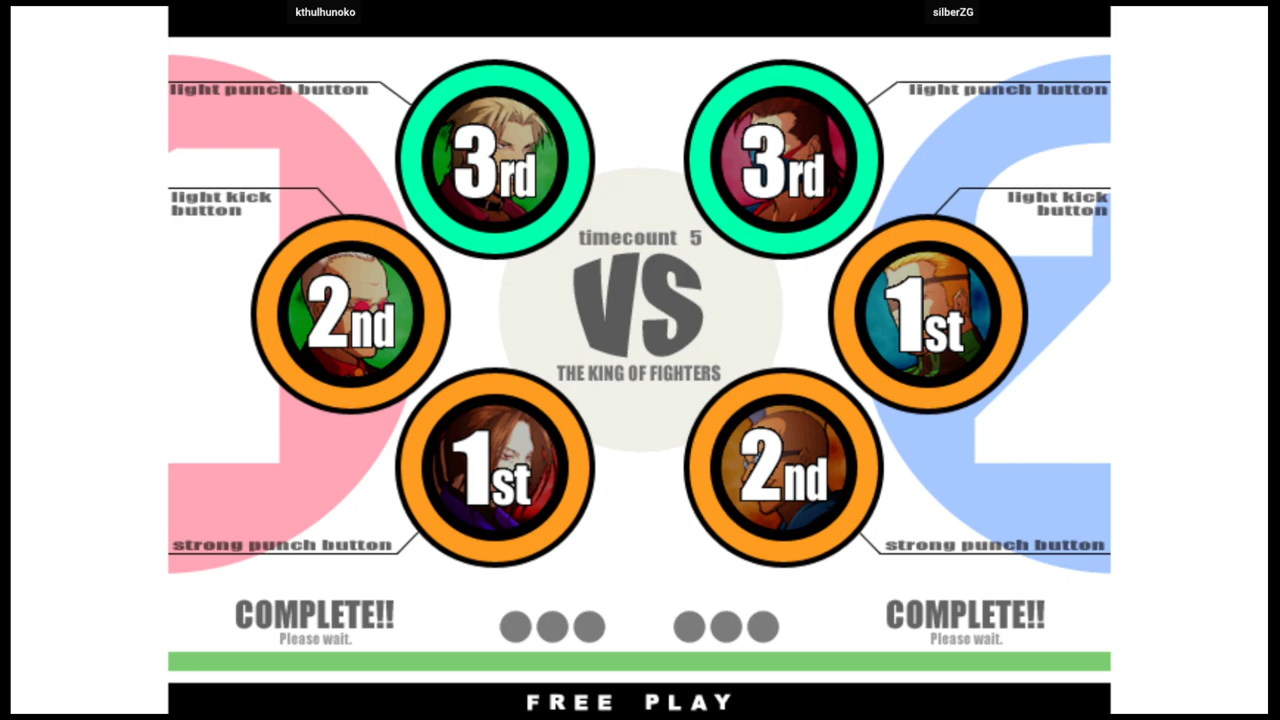 kthulhunoko silberZG
light punch button light punch button
3rd 3rd
light kick
button
light kick
button
timecount 5
VS
THE KING OF FIGHTERS
2nd 1st
1st 2nd
strong punch button strong punch button
COMPLETE!! COMPLETE!!
Please wait. Please wait.
FREE PLAY